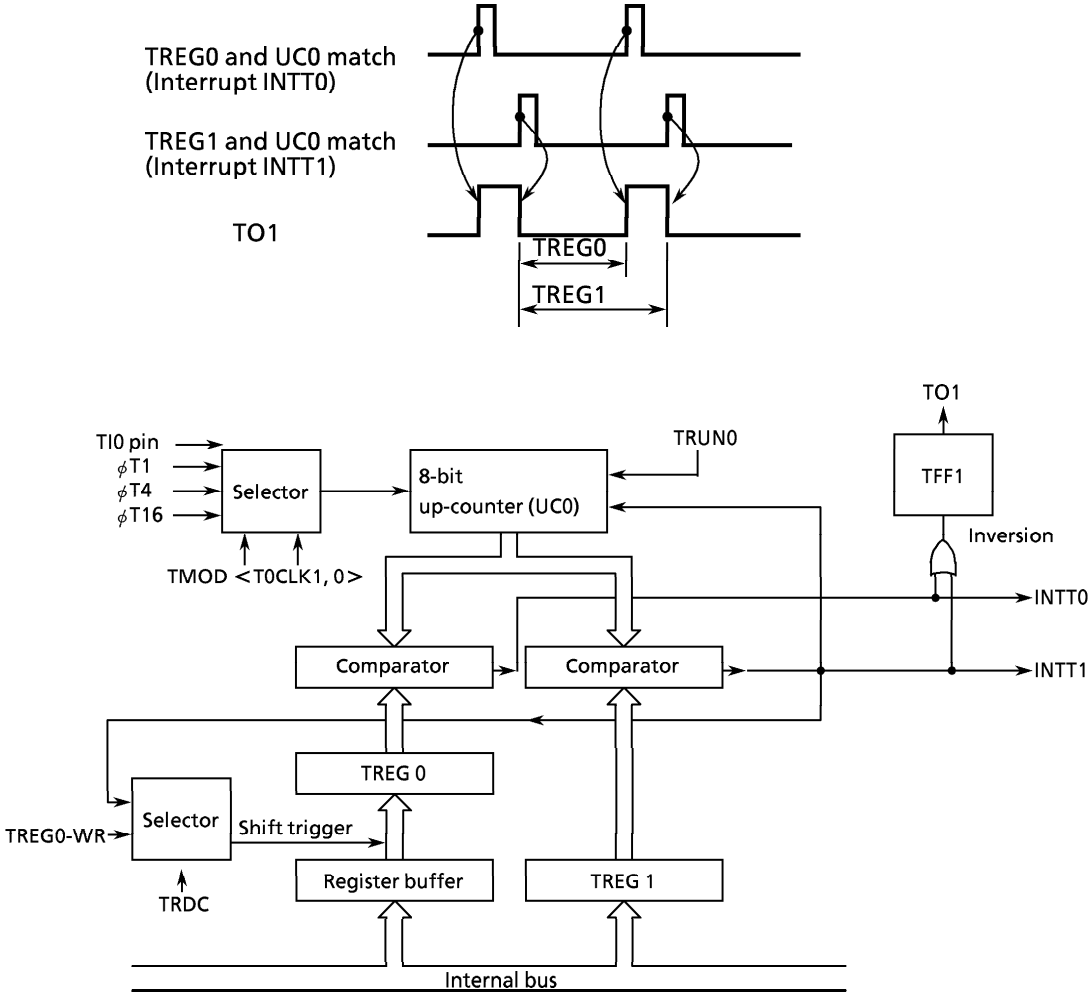 TREG0 and UC0 match
(Interrupt INTT0)
TREG1 and UC0 match
(Interrupt INTT1)
TO1
TREG0
TREG1
TO1
TI0 pin
TRUN0
φT1
8-bit
TFF1
φT4
Selector
up-counter (UC0)
φT16
Inversion
TMOD <T0CLK1, 0>
INTT0
Comparator
Comparator
INTT1
TREG 0
Selector
Shift trigger
TREG0-WR
Register buffer
TREG 1
TRDC
Internal bus